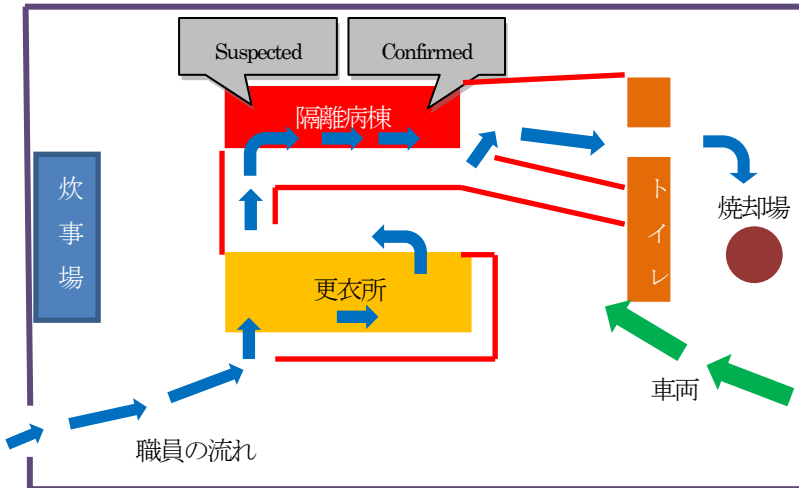 Suspected
Confirmed
隔離病棟
炊事場
トイレ
焼却場
更衣所
車両
職員の流れ